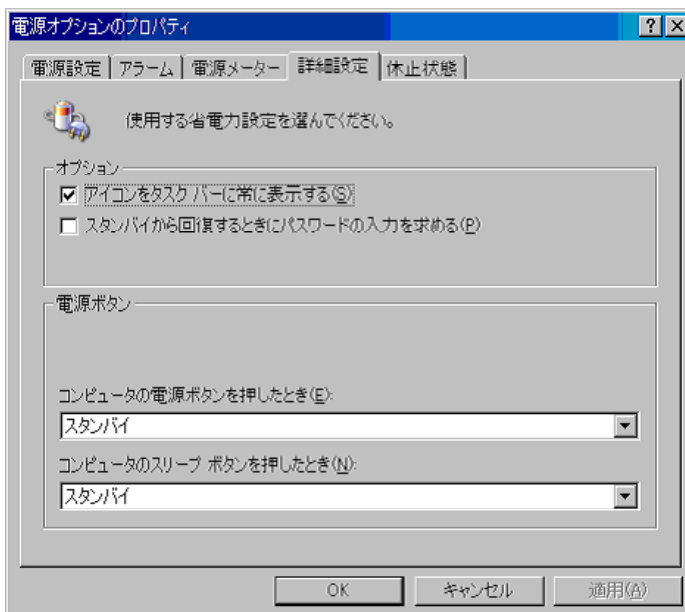 電源オプションのプロパティ
電源設定 アラーム 電源メーター 詳細設定 休止状態
使用する省電力設定を選んでください。
オプション
アイコンをタスク バーに常に表示する(S)
スタンバイから回復するときにパスワードの入力を求める(P)
電源ボタン
コンピュータの電源ボタンを押したとき(E):
スタンバイ
コンピュータのスリープ ボタンを押したとき(N):
スタンバイ
OK キャンセル 適用(A)